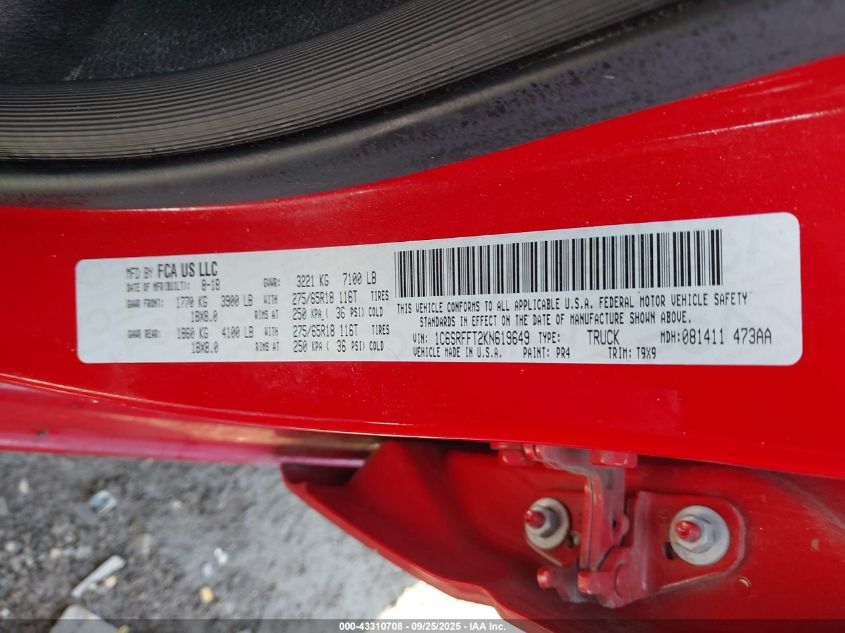 MFD BY FCA US LLC
DATE OF MFR(BUILT): 8-18 GVWR: 3221 KG 7100 LB
GAWR FRONT: 1770 KG 3900 LB WITH 275/65R18 116T TIRES
18X8.0 RIMS AT 250 KPA ( 36 PSI) COLD
GAWR REAR: 1860 KG 4100 LB WITH 275/65R18 116T TIRES
18X8.0 RIMS AT 250 KPA ( 36 PSI) COLD
THIS VEHICLE CONFORMS TO ALL APPLICABLE U.S.A. FEDERAL MOTOR VEHICLE SAFETY
STANDARDS IN EFFECT ON THE DATE OF MANUFACTURE SHOWN ABOVE.
VIN: 1C6SRFFT2KN619649 TYPE: TRUCK MDH: 081411 473AA
VEHICLE MADE IN U.S.A. PAINT: PR4 TRIM: T9X9
000-43310708 - 09/25/2025 - IAA Inc.